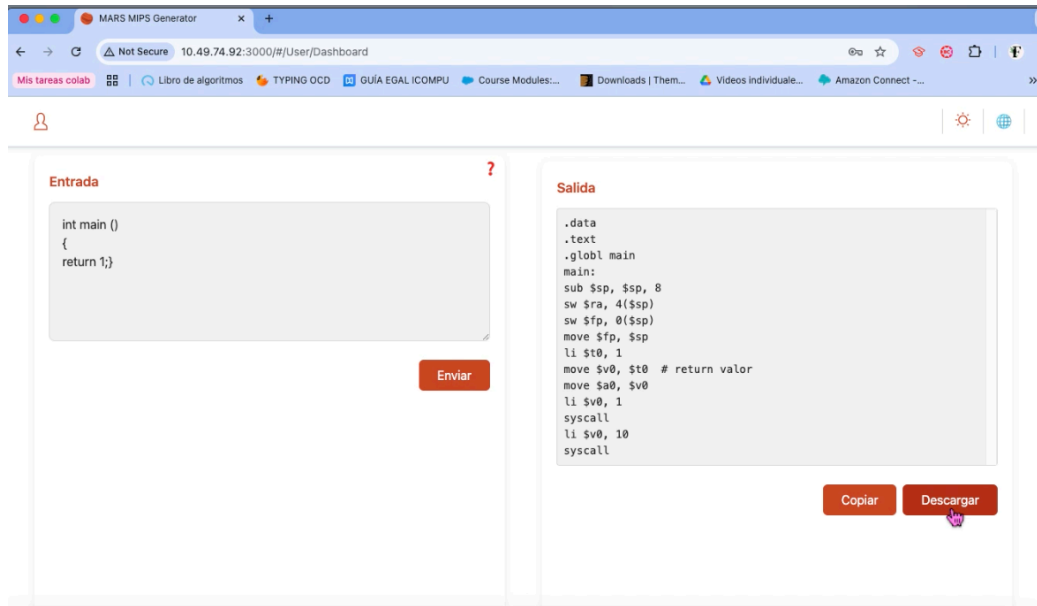 MARS MIPS Generator
Not Secure 10.49.74.92:3000/#/User/Dashboard
Mis tareas colab
Libro de algoritmos
TYPING OCD
GUÍA EGAL ICOMPU
Course Modules:...
Downloads | Them...
Videos individuale...
Amazon Connect -...
»
Entrada
?
int main ()
{
return 1;}
Enviar
Salida
.data
.text
.globl main
main:
sub $sp, $sp, 8
sw $ra, 4($sp)
sw $fp, 0($sp)
move $fp, $sp
li $t0, 1
move $v0, $t0  # return valor
move $a0, $v0
li $v0, 1
syscall
li $v0, 10
syscall
Copiar
Descargar